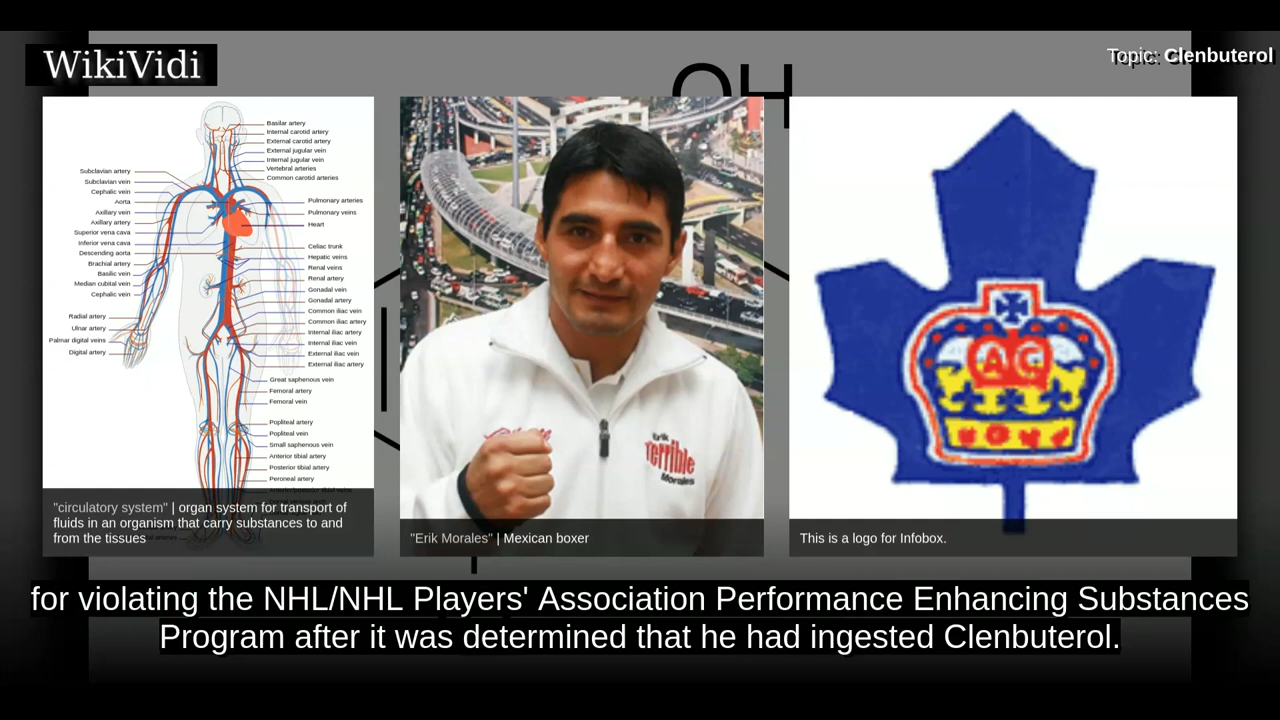 WikiVidi
Topic: Clenbuterol
OH
Basilar artery
Internal carotid artery
External carotid artery
External jugular vein
Internal jugular vein
Vertebral arteries
Common carotid arteries
Subclavian artery
Subclavian vein
Cephalic vein
Aorta
Axillary vein
Axillary artery
Superior vena cava
Inferior vena cava
Descending aorta
Brachial artery
Basilic vein
Median cubital vein
Cephalic vein
Radial artery
Ulnar artery
Palmar digital veins
Digital artery
Pulmonary arteries
Pulmonary veins
Heart
Celiac trunk
Hepatic veins
Renal veins
Renal artery
Gonadal vein
Gonadal artery
Common iliac vein
Common iliac artery
Internal iliac artery
Internal iliac vein
External iliac vein
External iliac artery
Great saphenous vein
Femoral artery
Femoral vein
Popliteal artery
Popliteal vein
Small saphenous vein
Anterior tibial artery
Posterior tibial artery
Peroneal artery
"circulatory system" | organ system for transport of
fluids in an organism that carry substances to and
from the tissues
Erik
Terrible
Morales
"Erik Morales" | Mexican boxer
AG
This is a logo for Infobox.
for violating the NHL/NHL Players' Association Performance Enhancing Substances
Program after it was determined that he had ingested Clenbuterol.